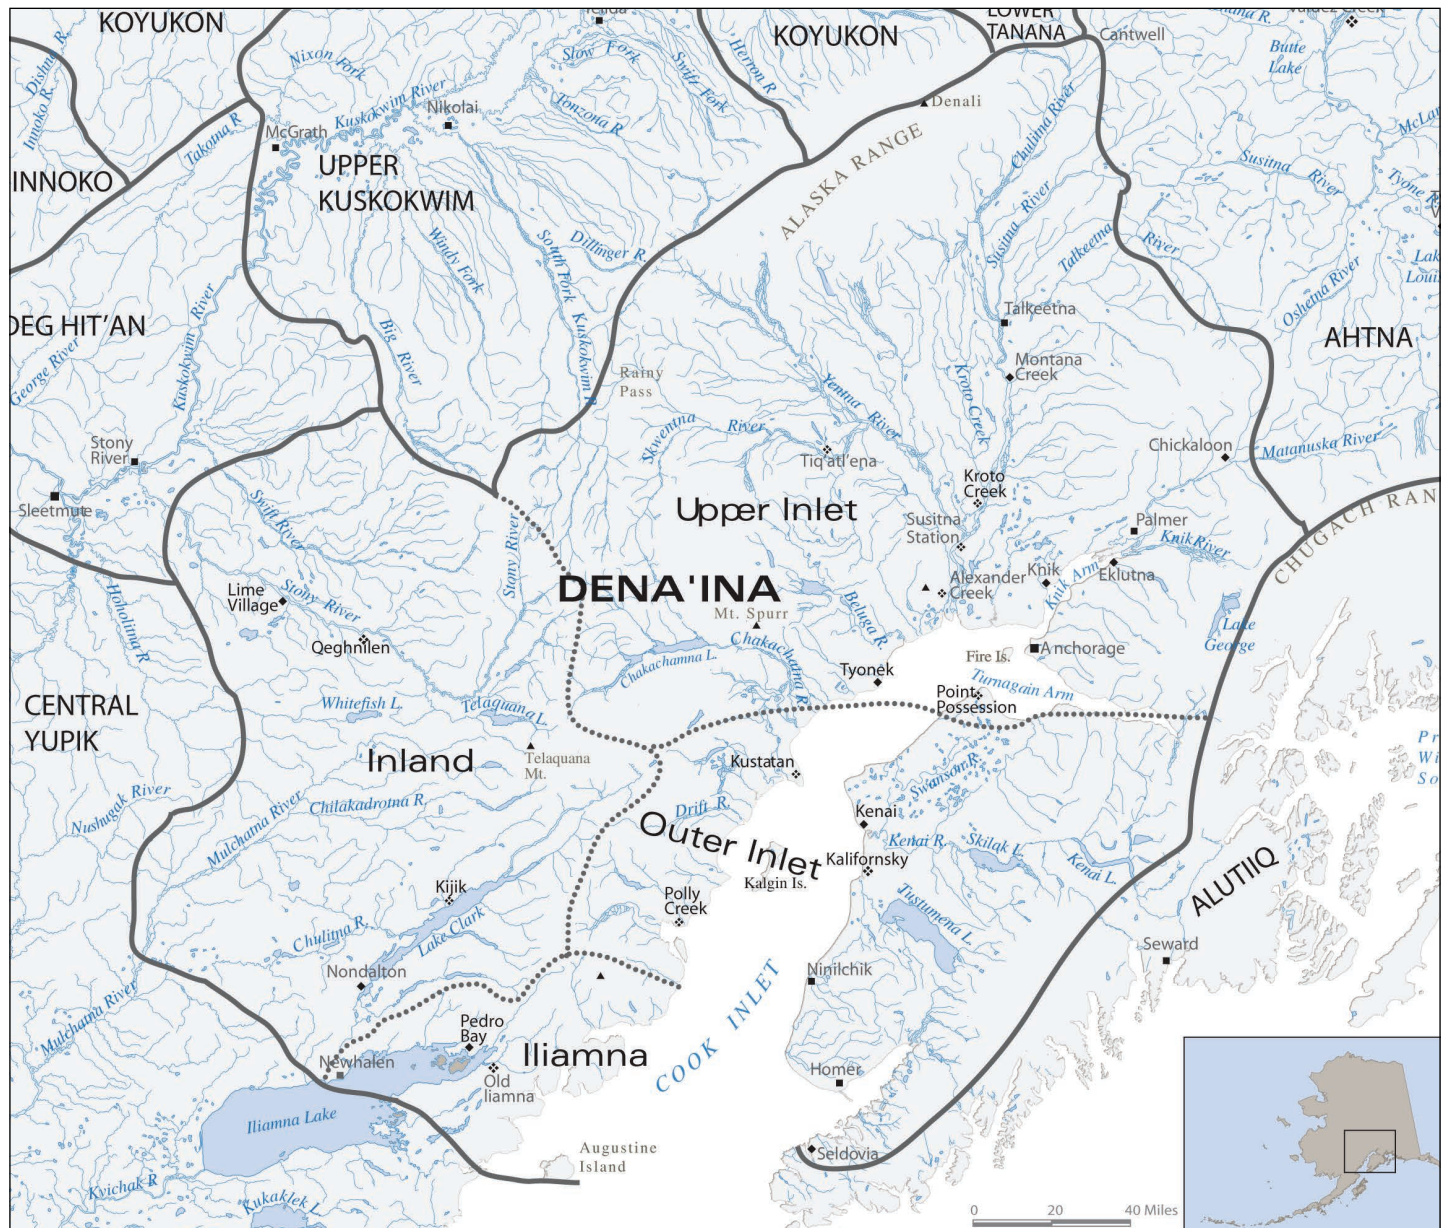 KOYUKON
KOYUKON
LOWER
TANANA
Cantwell
Butte
Lake
Dishna R.
Innoko R.
Nixon Fork
Slow Fork
Swift Fork
Herron R.
Denali
Chulitna River
Kuskokwim River
Nikolai
Tonzona R.
McGrath
Takotna R.
INNOKO
UPPER
KUSKOKWIM
ALASKA RANGE
Susitna
River
Tyone R.
Susitna River
Talkeetna
River
Windy Fork
South Fork Kuskokwim R.
Dillinger R.
Oshetna River
DEG HIT'AN
AHTNA
George River
Kuskokwim River
Big River
Talkeetna
Montana
Creek
Rainy
Pass
Yentna River
Kroto Creek
Skwentna
River
Tiq'atl'ena
Chickaloon
Matanuska River
Stony
River
Sleetmute
Swift River
Kroto
Creek
Upper Inlet
Susitna
Station
Palmer
Knik River
CHUGACH RAN
Stony River
DENA'INA
Alexander
Creek
Knik
Knik Arm
Eklutna
Lime
Village
Stony River
Hoholitna R.
Qeghnilen
Mt. Spurr
Beluga R.
Lake
George
Chakachamna L.
Chakachatna R.
Fire Is.
Anchorage
Tyonek
Turnagain Arm
Point
Possession
CENTRAL
YUPIK
Whitefish L.
Telaquana L.
Inland
Telaquana
Mt.
Kustatan
Swanson R.
Nushugak River
Mulchatna River
Chilakadrotna R.
Drift R.
Outer Inlet
Kenai
Kenai R.
Skilak L.
Kenai L.
Kalifornsky
Kalgin Is.
Kijik
Polly
Creek
Tustumena L.
ALUTIIQ
Chulitna R.
Lake Clark
Nondalton
Seward
Ninilchik
Mulchatna River
COOK INLET
Pedro
Bay
Iliamna
Newhalen
Old
Iliamna
Homer
Iliamna Lake
Augustine
Island
Seldovia
Kvichak R.
Kukaklek L.
0 20 40 Miles